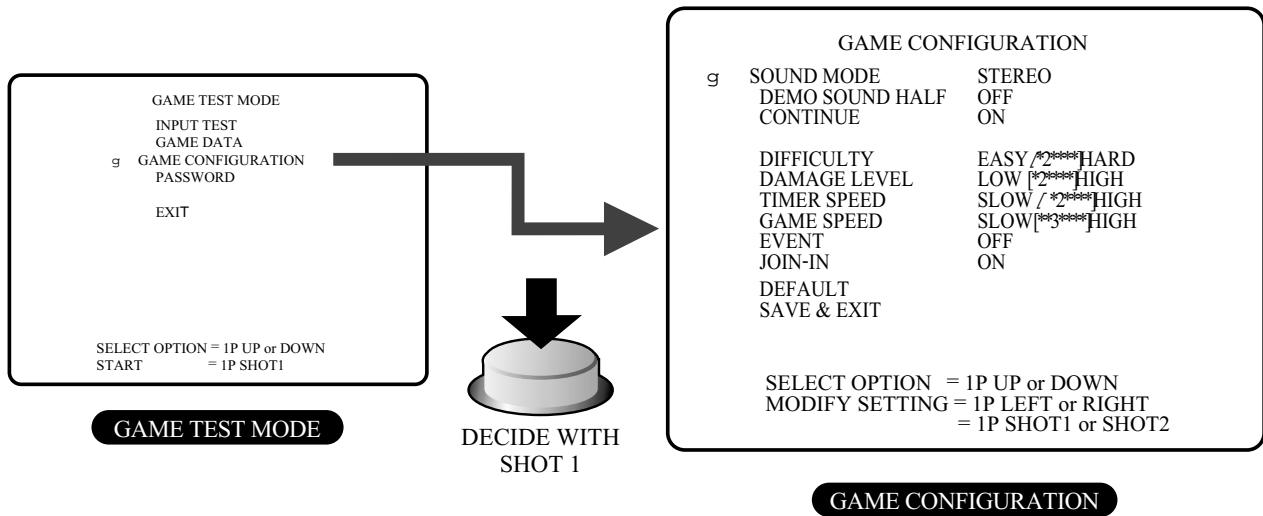 GAME TEST MODE
INPUT TEST
GAME DATA
g GAME CONFIGURATION
PASSWORD
EXIT
SELECT OPTION = 1P UP or DOWN
START = 1P SHOT1
GAME TEST MODE
DECIDE WITH
SHOT 1
GAME CONFIGURATION
g SOUND MODE STEREO
DEMO SOUND HALF OFF
CONTINUE ON
DIFFICULTY EASY [*2****]HARD
DAMAGE LEVEL LOW [*2****]HIGH
TIMER SPEED SLOW [ *2****]HIGH
GAME SPEED SLOW[**3****]HIGH
EVENT OFF
JOIN-IN ON
DEFAULT
SAVE & EXIT
SELECT OPTION = 1P UP or DOWN
MODIFY SETTING = 1P LEFT or RIGHT
= 1P SHOT1 or SHOT2
GAME CONFIGURATION